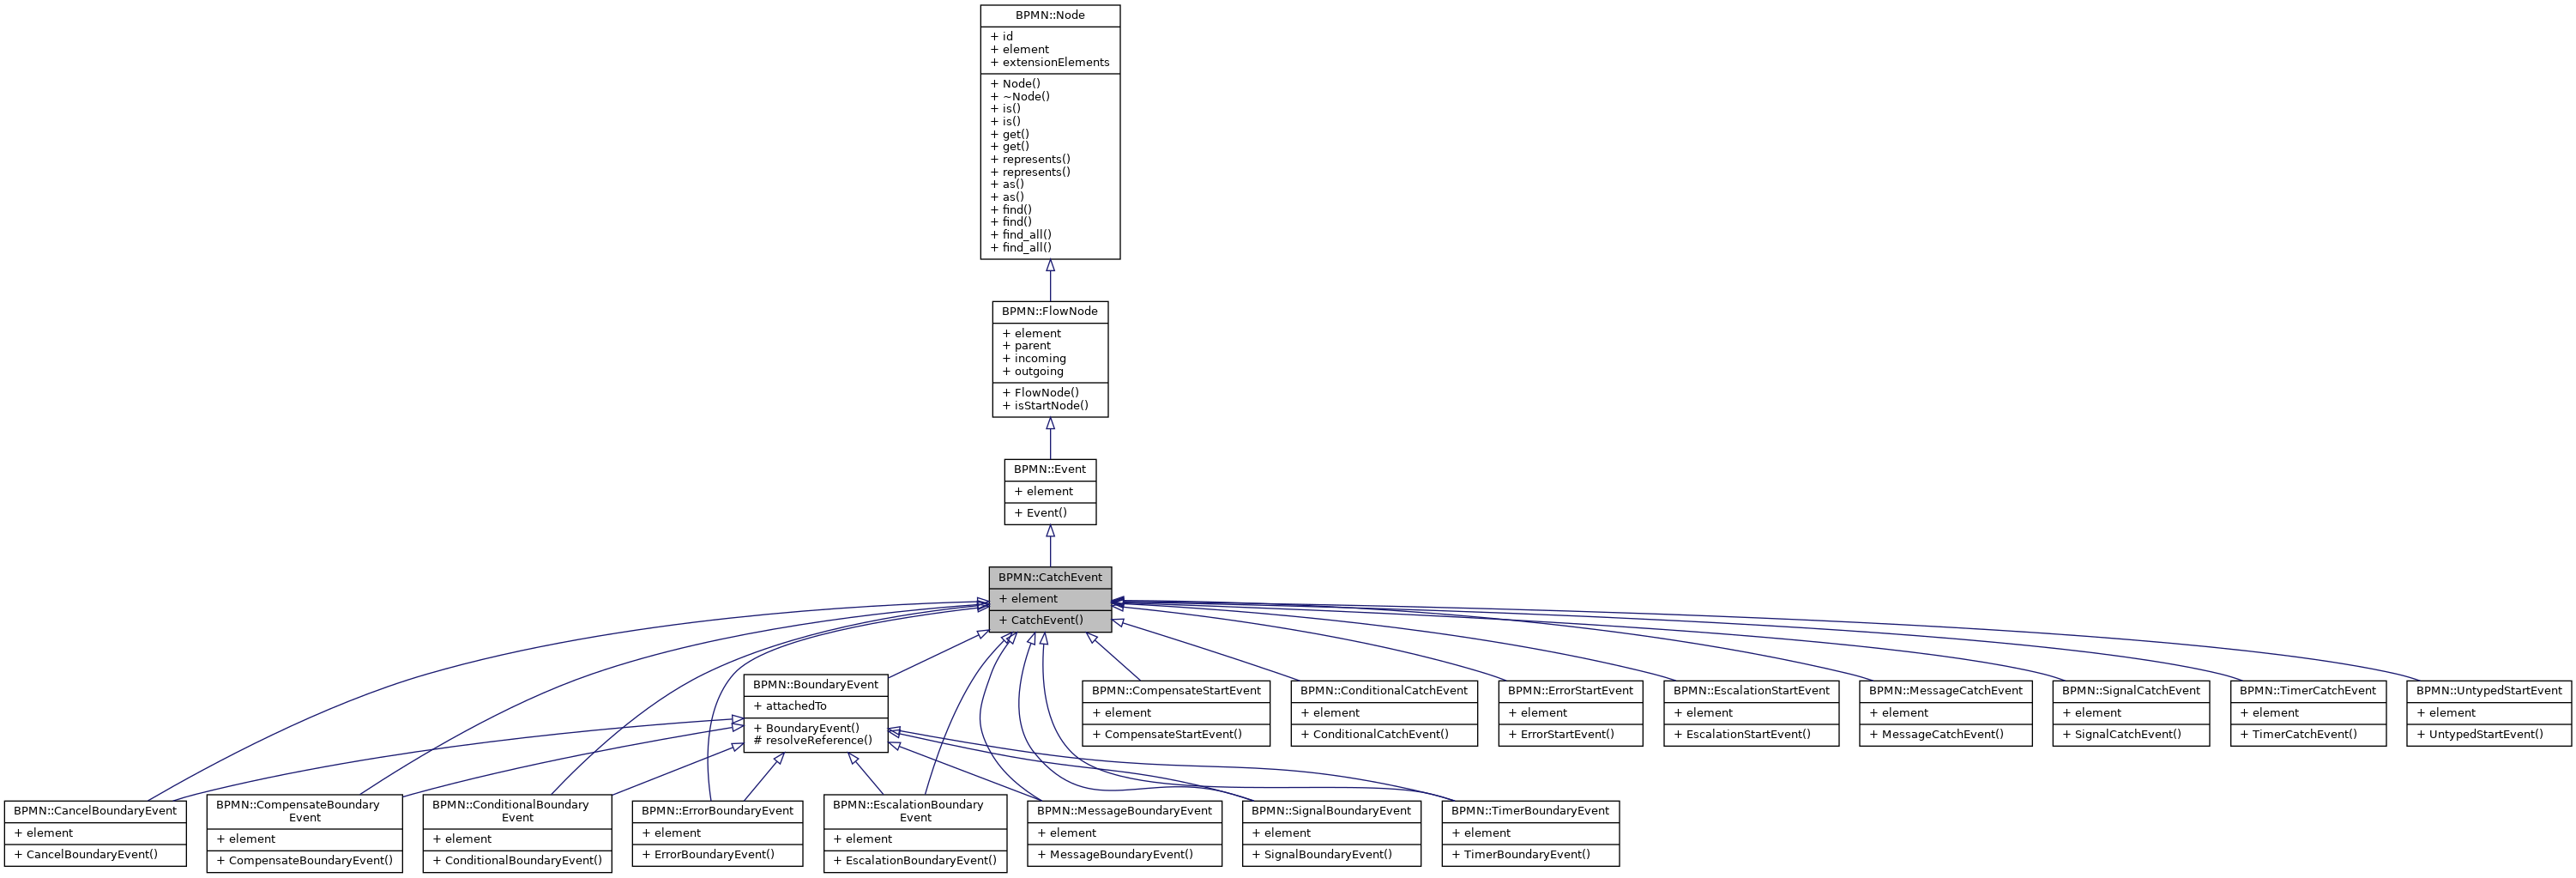 BPMN::Node
+ id
+ element
+ extensionElements
+ Node()
+ ~Node()
+ is()
+ is()
+ get()
+ get()
+ represents()
+ represents()
+ as()
+ as()
+ find()
+ find()
+ find_all()
+ find_all()
BPMN::FlowNode
+ element
+ parent
+ incoming
+ outgoing
+ FlowNode()
+ isStartNode()
BPMN::Event
+ element
+ Event()
BPMN::CatchEvent
+ element
+ CatchEvent()
BPMN::BoundaryEvent
+ attachedTo
+ BoundaryEvent()
# resolveReference()
BPMN::CompensateStartEvent
+ element
+ CompensateStartEvent()
BPMN::ConditionalCatchEvent
+ element
+ ConditionalCatchEvent()
BPMN::ErrorStartEvent
+ element
+ ErrorStartEvent()
BPMN::EscalationStartEvent
+ element
+ EscalationStartEvent()
BPMN::MessageCatchEvent
+ element
+ MessageCatchEvent()
BPMN::SignalCatchEvent
+ element
+ SignalCatchEvent()
BPMN::TimerCatchEvent
+ element
+ TimerCatchEvent()
BPMN::UntypedStartEvent
+ element
+ UntypedStartEvent()
BPMN::CancelBoundaryEvent
+ element
+ CancelBoundaryEvent()
BPMN::CompensateBoundary
Event
+ element
+ CompensateBoundaryEvent()
BPMN::ConditionalBoundary
Event
+ element
+ ConditionalBoundaryEvent()
BPMN::ErrorBoundaryEvent
+ element
+ ErrorBoundaryEvent()
BPMN::EscalationBoundary
Event
+ element
+ EscalationBoundaryEvent()
BPMN::MessageBoundaryEvent
+ element
+ MessageBoundaryEvent()
BPMN::SignalBoundaryEvent
+ element
+ SignalBoundaryEvent()
BPMN::TimerBoundaryEvent
+ element
+ TimerBoundaryEvent()